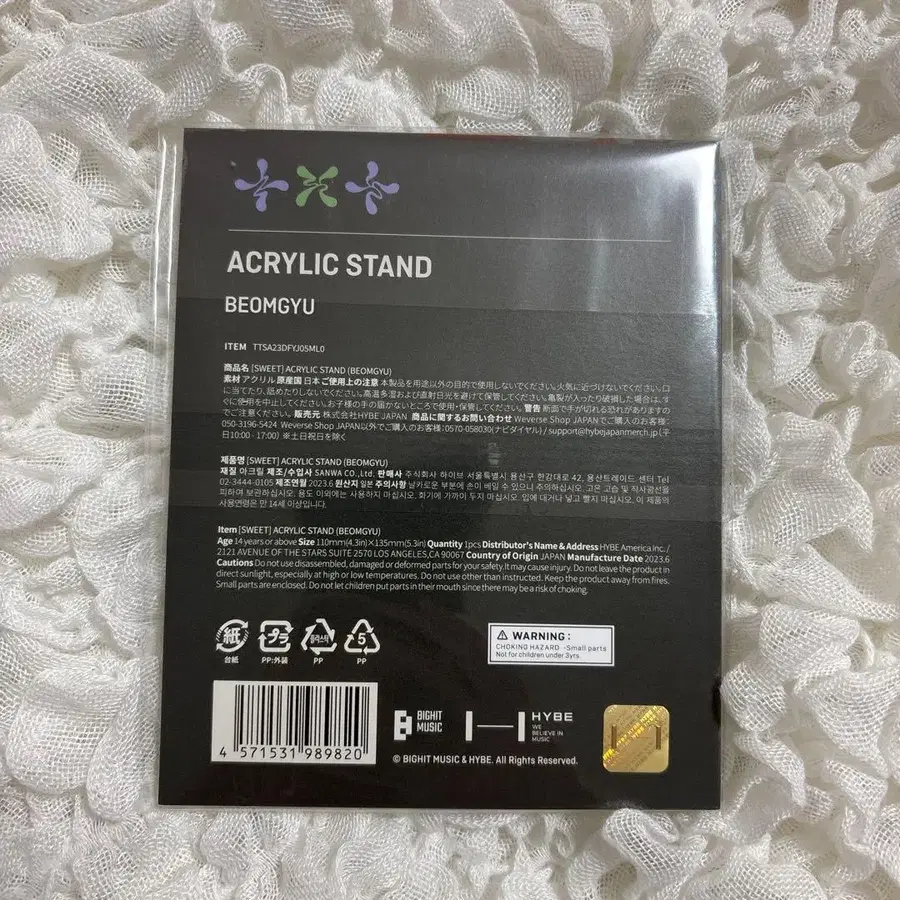 ACRYLIC STAND
BEOMGYU
ITEM TTSA23DFYJ05ML0
商品名 [SWEET] ACRYLIC STAND (BEOMGYU)
素材 アクリル 原産国 日本 ご使用上の注意 本製品を用途以外の目的で使用しないでください。火気に近づけないでください。口
に当てたり、舐めたりしないでください。高温多湿および直射日光を避けて保管してください。亀裂が入ったり破損した場合は、す
ぐに使用を中止してください。お子様の手の届かないところで使用・保管してください。警告 断面で手が切れる恐れがありますの
でご注意ください。販売元 株式会社HYBE JAPAN 商品に関するお問い合わせ Weverse Shop JAPANでご購入のお客様:
050-3196-5424 Weverse Shop JAPAN以外でご購入のお客様:0570-058030(ナビダイヤル) / support@hybejapanmerch.jp (平
日10:00 - 17:00) ※土日祝日を除く
제품명 [SWEET] ACRYLIC STAND (BEOMGYU)
재질 아크릴 제조/수입사 SANWA CO., Ltd. 판매사 주식회사 하이브 서울특별시 용산구 한강대로 42, 용산트레이드 센터 Tel
02-3444-0105 제조연월 2023.6 원산지 일본 주의사항 날카로운 부분에 손이 베일 수 있으니 주의하십시오. 고온 고습 및 직사광선을
피하여 보관하십시오. 용도 이외에는 사용하지 마십시오. 화기에 가까이 두지 마십시오. 입에 대거나 넣고 빨지 마십시오. 이 제품의
사용연령은 만 14세 이상입니다.
Item [SWEET] ACRYLIC STAND (BEOMGYU)
Age 14 years or above Size 110mm(4.3in)×135mm(5.3in) Quantity 1pcs Distributor's Name & Address HYBE America Inc. /
2121 AVENUE OF THE STARS SUITE 2570 LOS ANGELES, CA 90067 Country of Origin JAPAN Manufacture Date 2023.6
Cautions Do not use disassembled, damaged or deformed parts for your safety. It may cause injury. Do not leave the product in
direct sunlight, especially at high or low temperatures. Do not use other than instructed. Keep the product away from fires.
Small parts are enclosed. Do not let children put parts in their mouth since there may be a risk of choking.
紙 プラ 플라스틱 5
台紙 PP:外装 PP PP
WARNING :
CHOKING HAZARD -Small parts
Not for children under 3yrs.
4 571531 989820
BIGHIT
MUSIC
HYBE
WE
BELIEVE IN
MUSIC
© BIGHIT MUSIC & HYBE. All Rights Reserved.